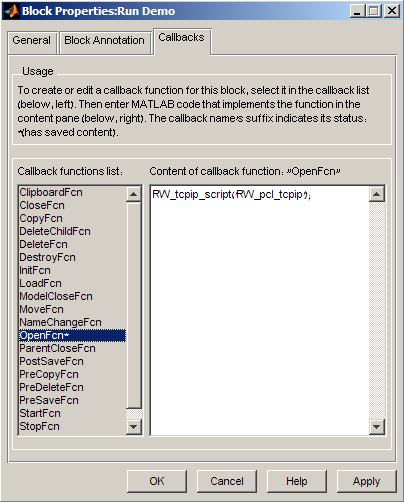 Block Properties:Run Demo
General
Block Annotation
Callbacks
Usage
To create or edit a callback function for this block, select it in the callback list
(below, left). Then enter MATLAB code that implements the function in the
content pane (below, right). The callback name's suffix indicates its status:
*(has saved content).
Callback functions list:
Content of callback function: "OpenFcn"
ClipboardFcn
CloseFcn
CopyFcn
DeleteChildFcn
DeleteFcn
DestroyFcn
InitFcn
LoadFcn
ModelCloseFcn
MoveFcn
NameChangeFcn
OpenFcn*
ParentCloseFcn
PostSaveFcn
PreCopyFcn
PreDeleteFcn
PreSaveFcn
StartFcn
StopFcn
RW_tcpip_script('RW_pcl_tcpip');
OK
Cancel
Help
Apply